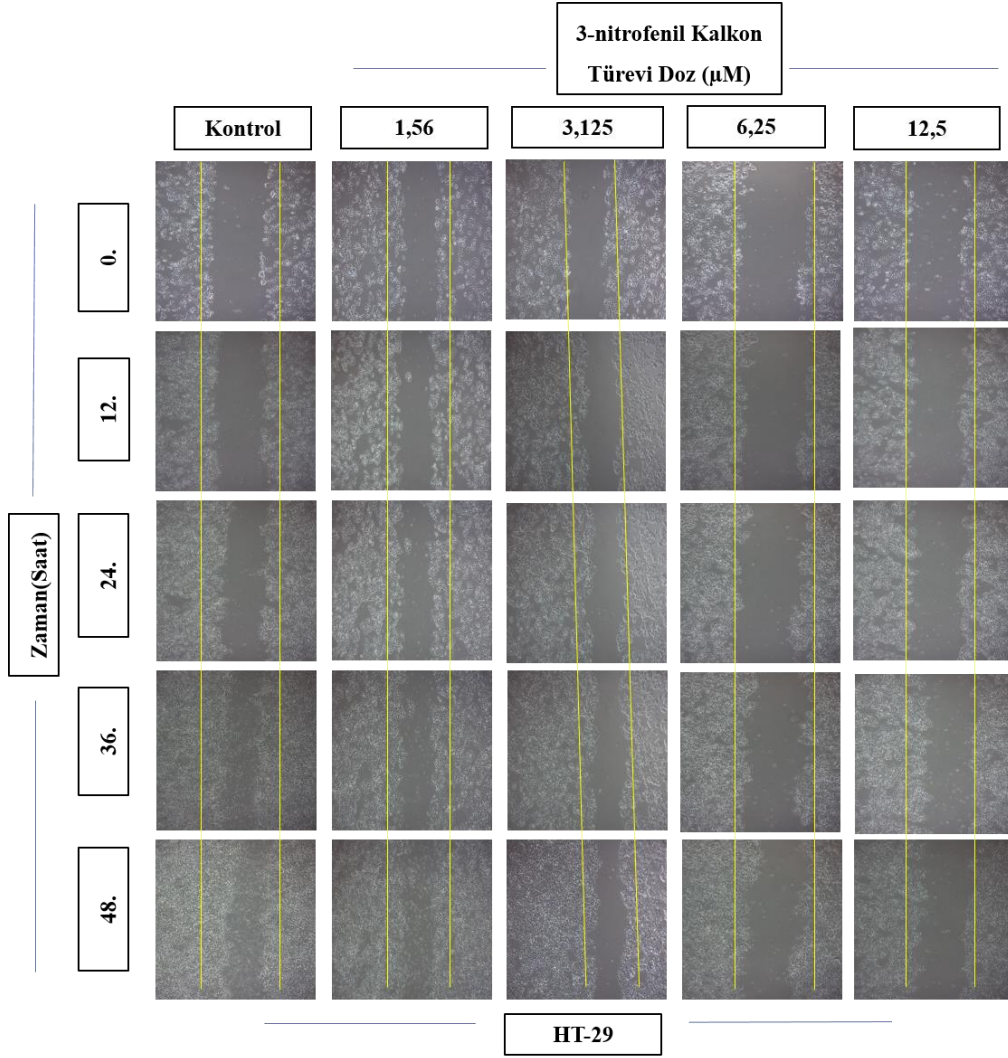 3-nitrofenil Kalkon
Türevi Doz (µM)
Kontrol
1,56
3,125
6,25
12,5
Zaman(Saat)
0.
12.
24.
36.
48.
HT-29